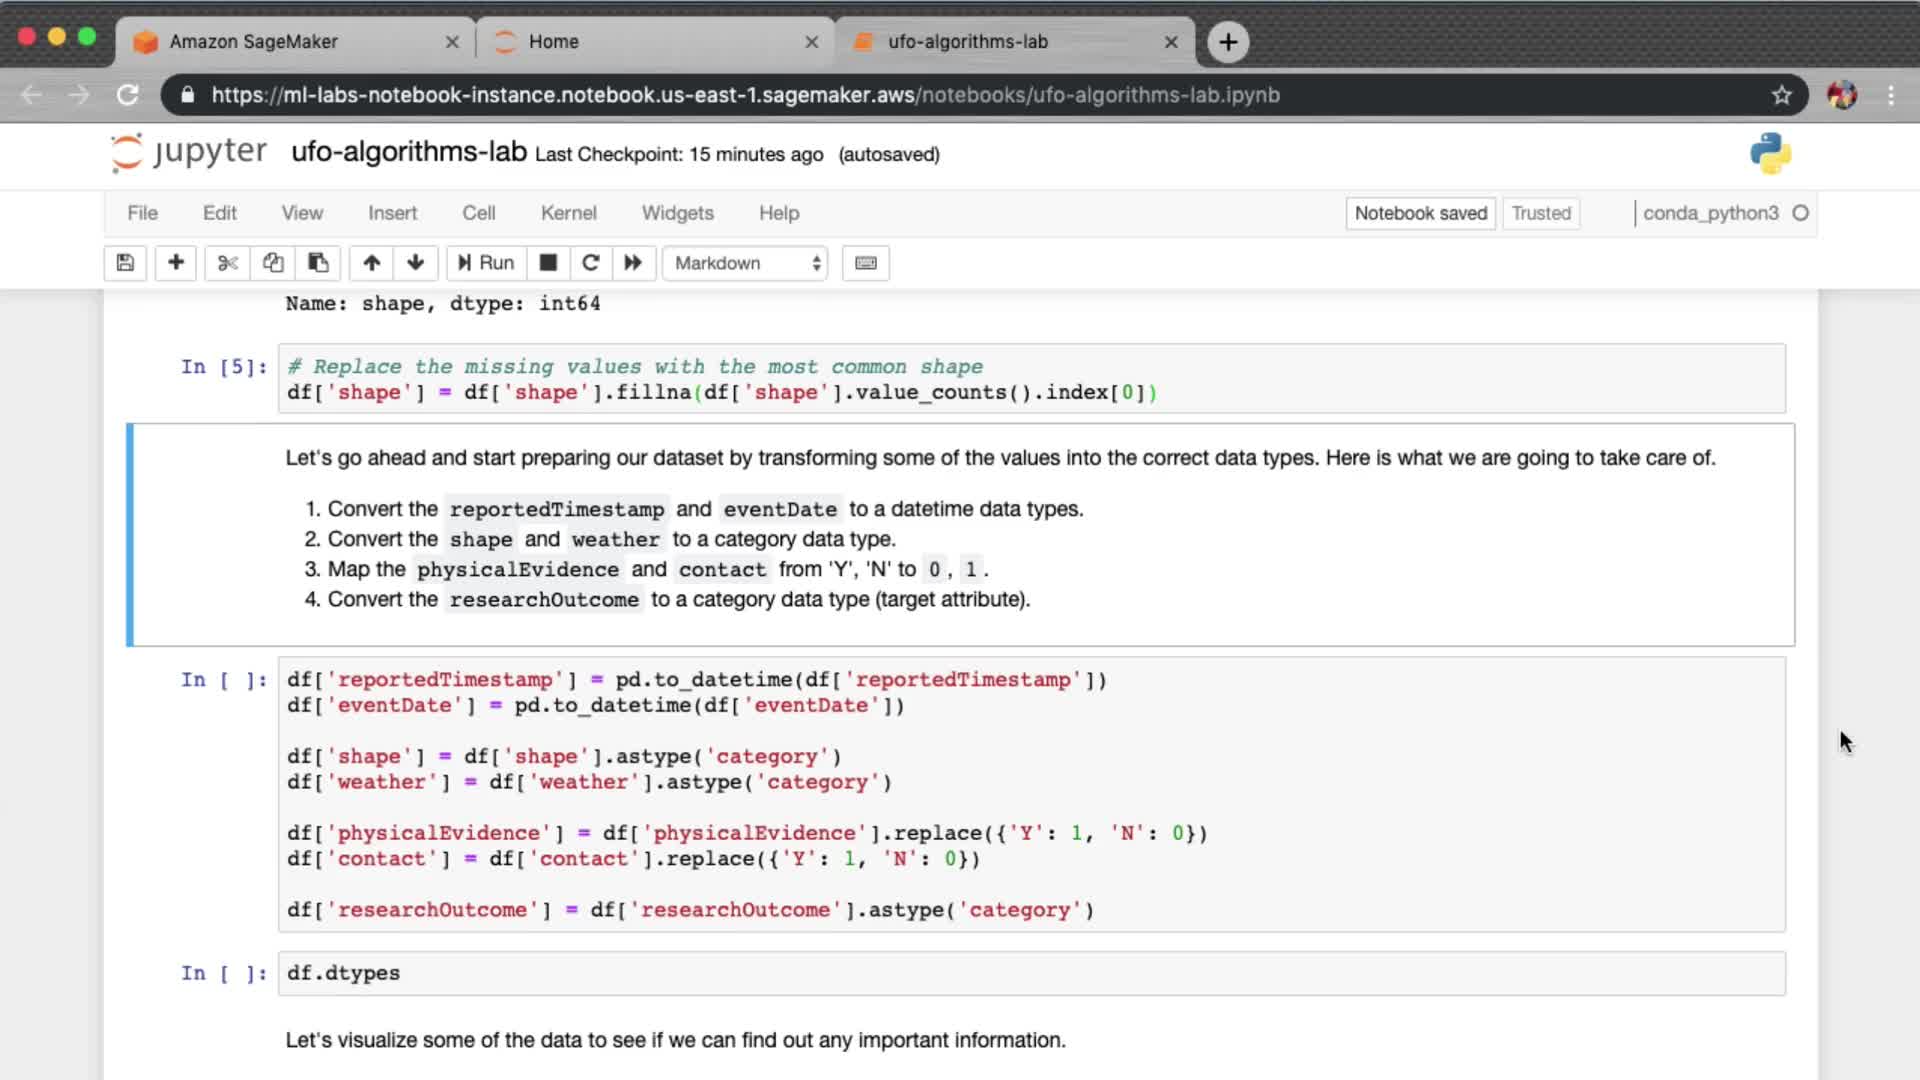 Amazon SageMaker
Home
ufo-algorithms-lab
https://ml-labs-notebook-instance.notebook.us-east-1.sagemaker.aws/notebooks/ufo-algorithms-lab.ipynb
jupyter ufo-algorithms-lab Last Checkpoint: 15 minutes ago (autosaved)
File Edit View Insert Cell Kernel Widgets Help Notebook saved Trusted conda_python3
Run Markdown
Name: shape, dtype: int64
In [5]: # Replace the missing values with the most common shape
df['shape'] = df['shape'].fillna(df['shape'].value_counts().index[0])
Let's go ahead and start preparing our dataset by transforming some of the values into the correct data types. Here is what we are going to take care of.
1. Convert the reportedTimestamp and eventDate to a datetime data types.
2. Convert the shape and weather to a category data type.
3. Map the physicalEvidence and contact from 'Y', 'N' to 0, 1.
4. Convert the researchOutcome to a category data type (target attribute).
In [ ]: df['reportedTimestamp'] = pd.to_datetime(df['reportedTimestamp'])
df['eventDate'] = pd.to_datetime(df['eventDate'])
df['shape'] = df['shape'].astype('category')
df['weather'] = df['weather'].astype('category')
df['physicalEvidence'] = df['physicalEvidence'].replace({'Y': 1, 'N': 0})
df['contact'] = df['contact'].replace({'Y': 1, 'N': 0})
df['researchOutcome'] = df['researchOutcome'].astype('category')
In [ ]: df.dtypes
Let's visualize some of the data to see if we can find out any important information.